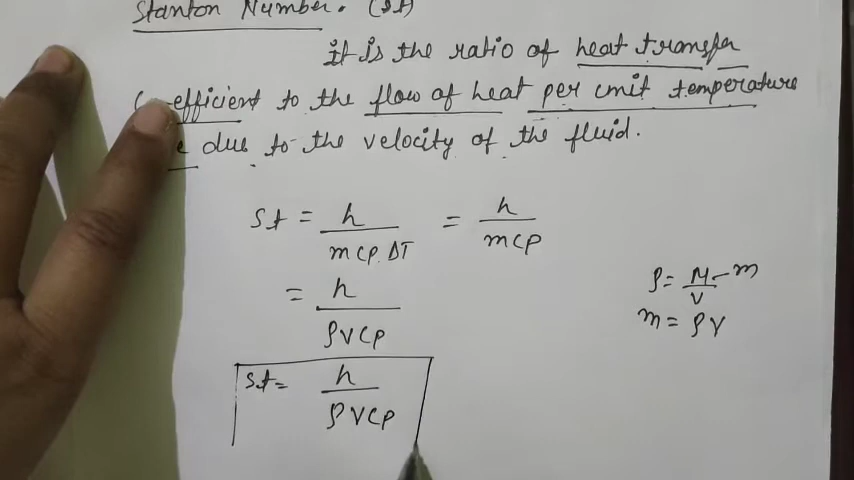 Stanton Number. (St)
it is the ratio of heat transfer
efficient to the flow of heat per unit temperature
due to the velocity of the fluid.
St = h / mCp. ΔT = h / mCp
= h / ρVCp
St = h / ρVCp
ρ = M / V - m
m = ρV